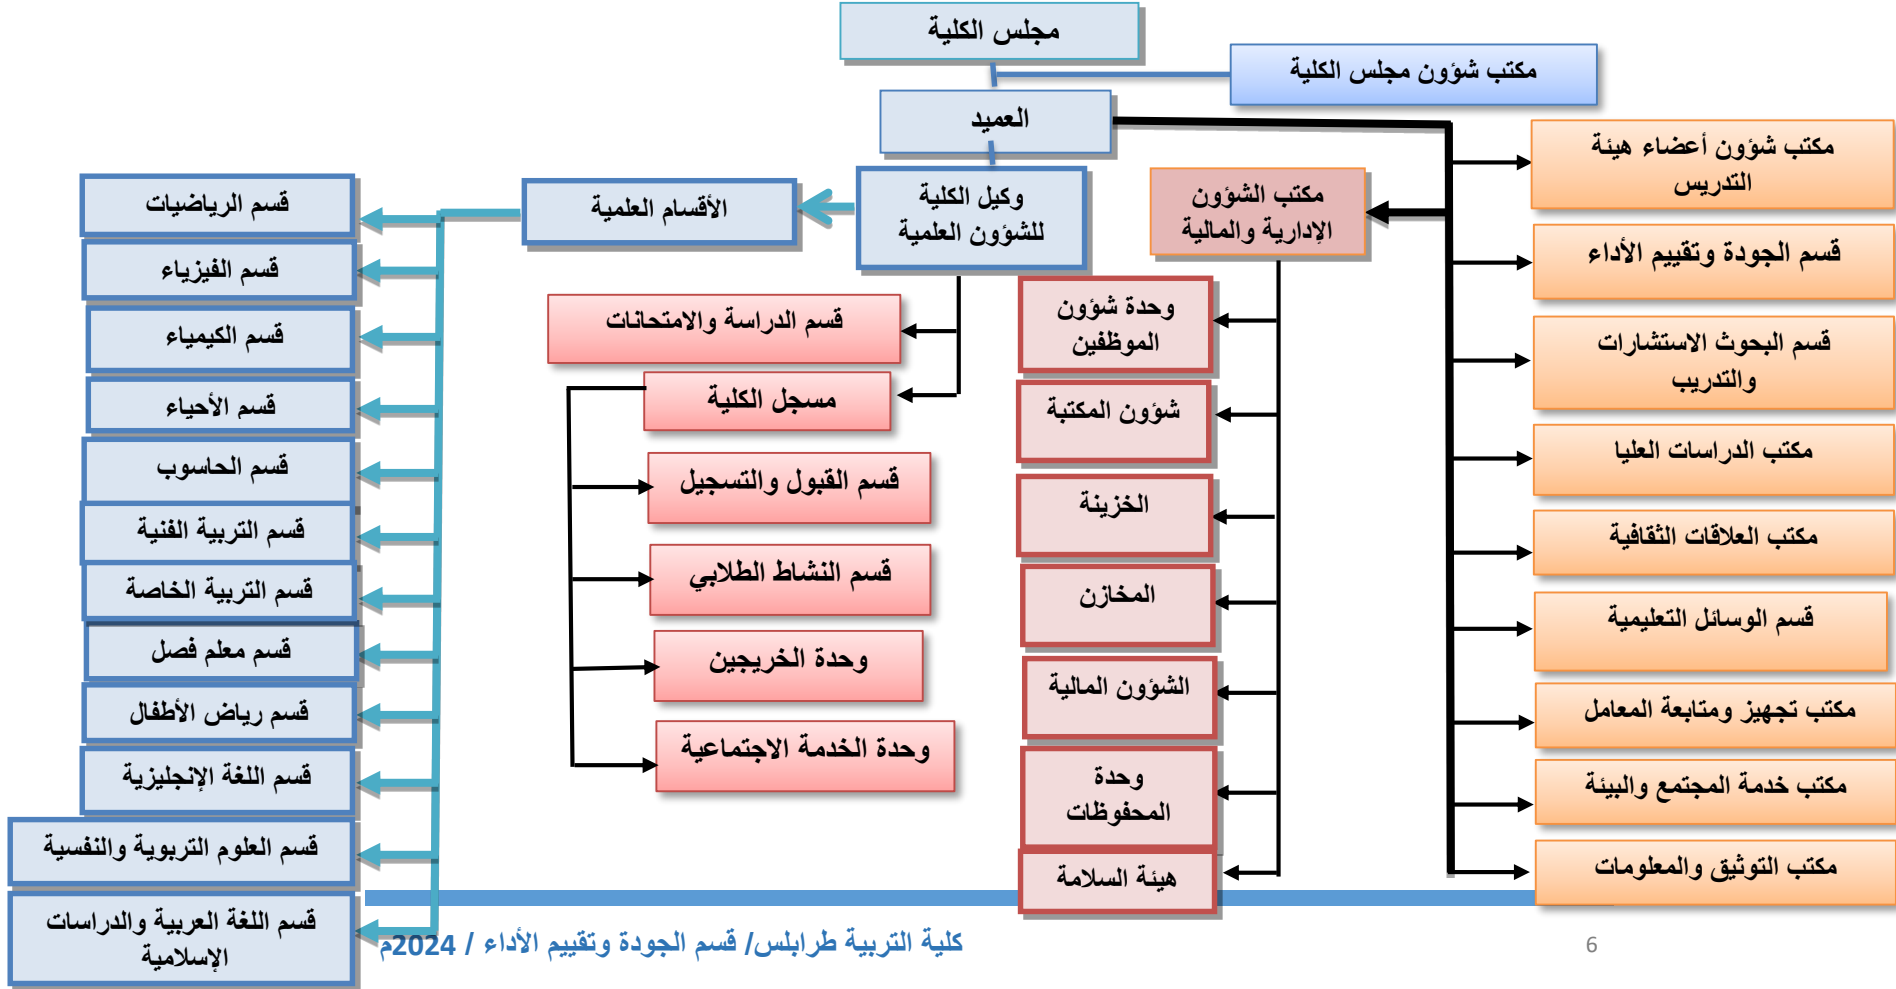 مجلس الكلية
مكتب شؤون مجلس الكلية
العميد
مكتب شؤون أعضاء هيئة
التدريس
قسم الجودة وتقييم الأداء
قسم البحوث الاستشارات
والتدريب
مكتب الدراسات العليا
مكتب العلاقات الثقافية
قسم الوسائل التعليمية
مكتب تجهيز ومتابعة المعامل
مكتب خدمة المجتمع والبيئة
مكتب التوثيق والمعلومات
مكتب الشؤون
الإدارية والمالية
وحدة شؤون
الموظفين
شؤون المكتبة
الخزينة
المخازن
الشؤون المالية
وحدة
المحفوظات
هيئة السلامة
وكيل الكلية
للشؤون العلمية
قسم الدراسة والامتحانات
مسجل الكلية
قسم القبول والتسجيل
قسم النشاط الطلابي
وحدة الخريجين
وحدة الخدمة الاجتماعية
الأقسام العلمية
قسم الرياضيات
قسم الفيزياء
قسم الكيمياء
قسم الأحياء
قسم الحاسوب
قسم التربية الفنية
قسم التربية الخاصة
قسم معلم فصل
قسم رياض الأطفال
قسم اللغة الإنجليزية
قسم العلوم التربوية والنفسية
قسم اللغة العربية والدراسات
الإسلامية
كلية التربية طرابلس/ قسم الجودة وتقييم الأداء / 2024م
6